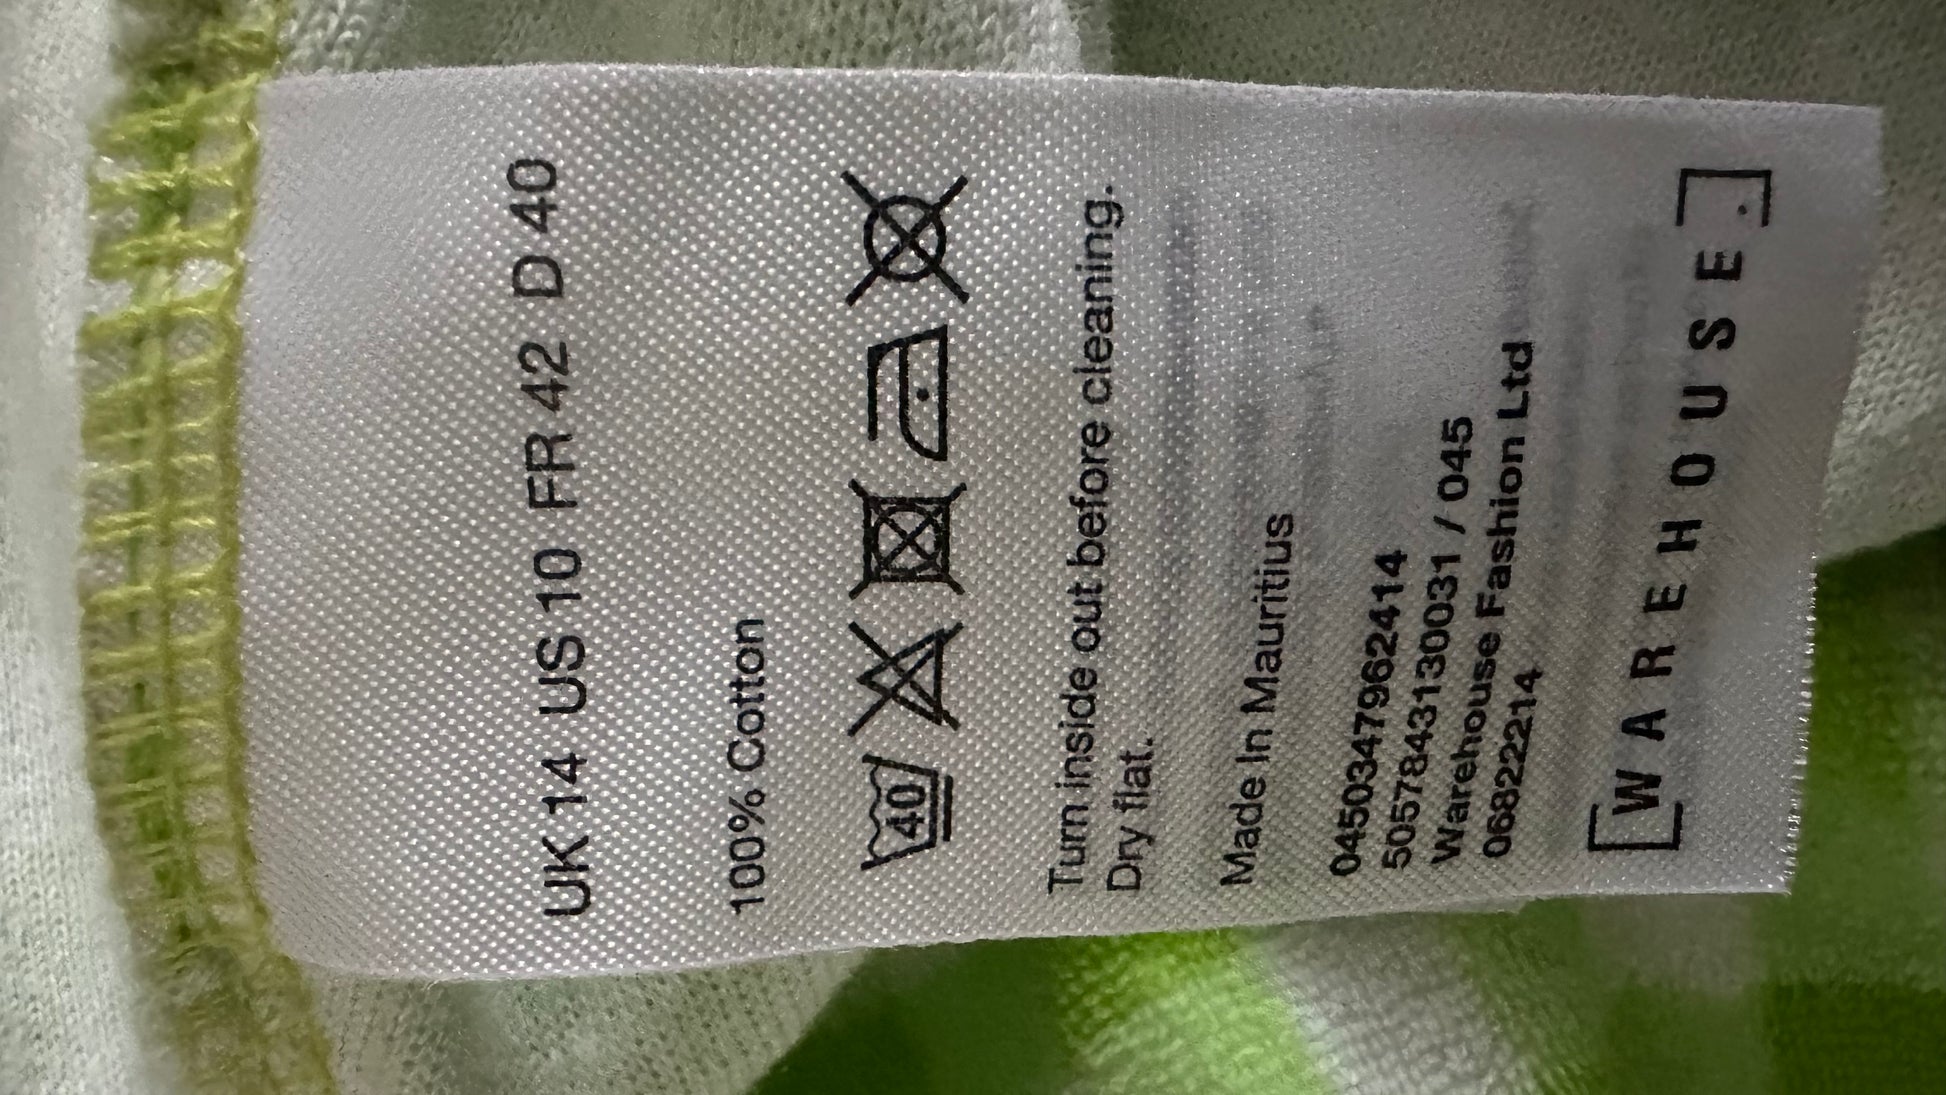 UK 14 US 10 FR 42 D 40
100% Cotton
40
Turn inside out before cleaning.
Dry flat.
Made In Mauritius
0450347962414
5057843130031 / 045
Warehouse Fashion Ltd
06822214
WAREHOUSE